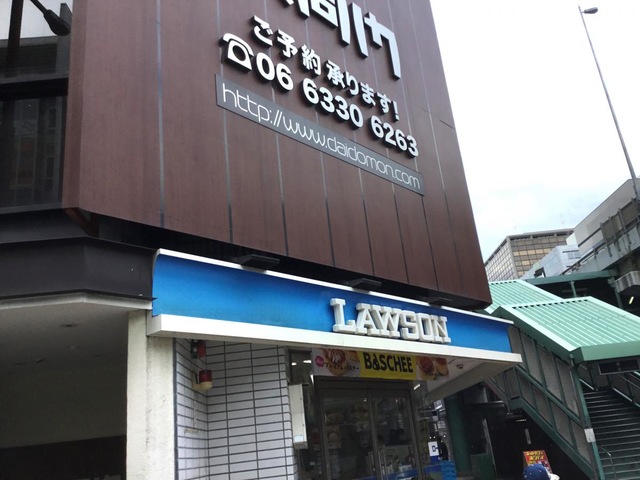 ご予約承ります!
☎06 6330 6263
http://www.daidomon.com
LAWSON
BASCHEE